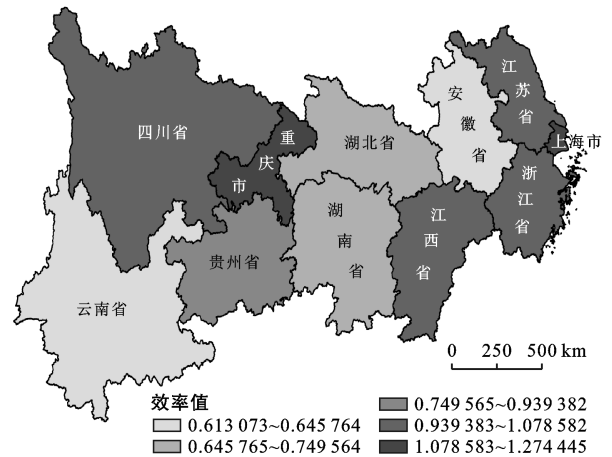 江苏省
安徽省
四川省
重庆市
湖北省
上海市
浙江省
湖南省
江西省
贵州省
云南省
0 250 500 km
效率值
0.613 073~0.645 764
0.645 765~0.749 564
0.749 565~0.939 382
0.939 383~1.078 582
1.078 583~1.274 445